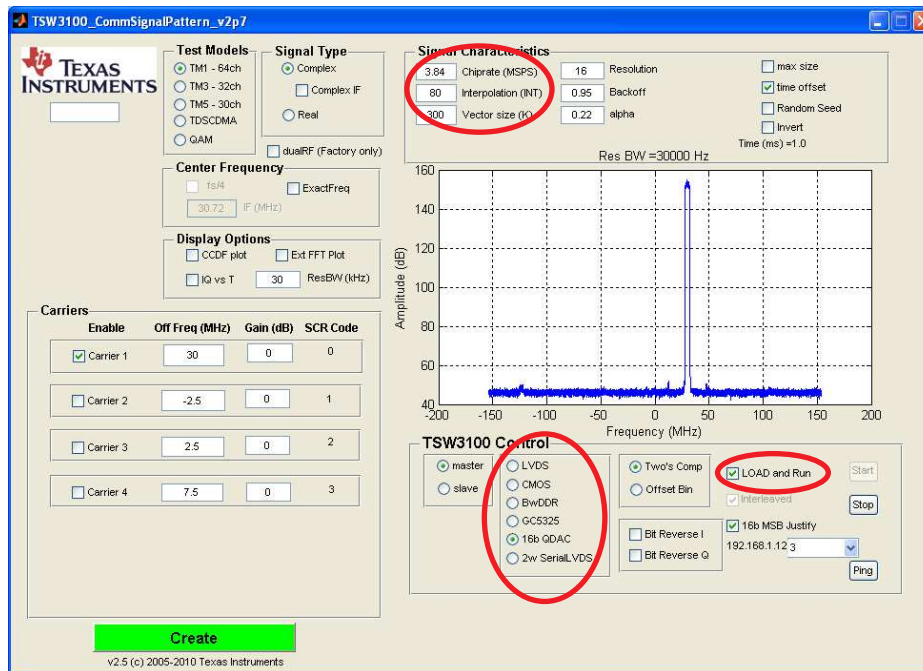 TSW3100_CommSignalPattern_v2p7
TEXAS
INSTRUMENTS
Test Models
TM1 - 64ch
TM3 - 32ch
TM5 - 30ch
TDSCDMA
QAM
Signal Type
Complex
Complex IF
Real
dualRF (Factory only)
Center Frequency
fs/4
ExactFreq
30.72 IF (MHz)
Display Options
CCDF plot
Ext FFT Plot
IQ vs T
30 ResBW (kHz)
Signal Characteristics
3.84 Chiprate (MSPS)
80 Interpolation (INT)
300 Vector size (K)
16 Resolution
0.95 Backoff
0.22 alpha
max size
time offset
Random Seed
Invert
Time (ms) =1.0
Res BW =30000 Hz
Amplitude (dB)
160
140
120
100
80
60
40
-200 -150 -100 -50 0 50 100 150 200
Frequency (MHz)
Carriers
Enable Off Freq (MHz) Gain (dB) SCR Code
Carrier 1 30 0 0
Carrier 2 -2.5 0 1
Carrier 3 2.5 0 2
Carrier 4 7.5 0 3
TSW3100 Control
master
slave
LVDS
CMOS
BwDDR
GC5325
16b QDAC
2w SerialLVDS
Two's Comp
Offset Bin
Bit Reverse I
Bit Reverse Q
LOAD and Run
Interleaved
16b MSB Justify
192.168.1.12 3
Start
Stop
Ping
Create
v2.5 (c) 2005-2010 Texas Instruments